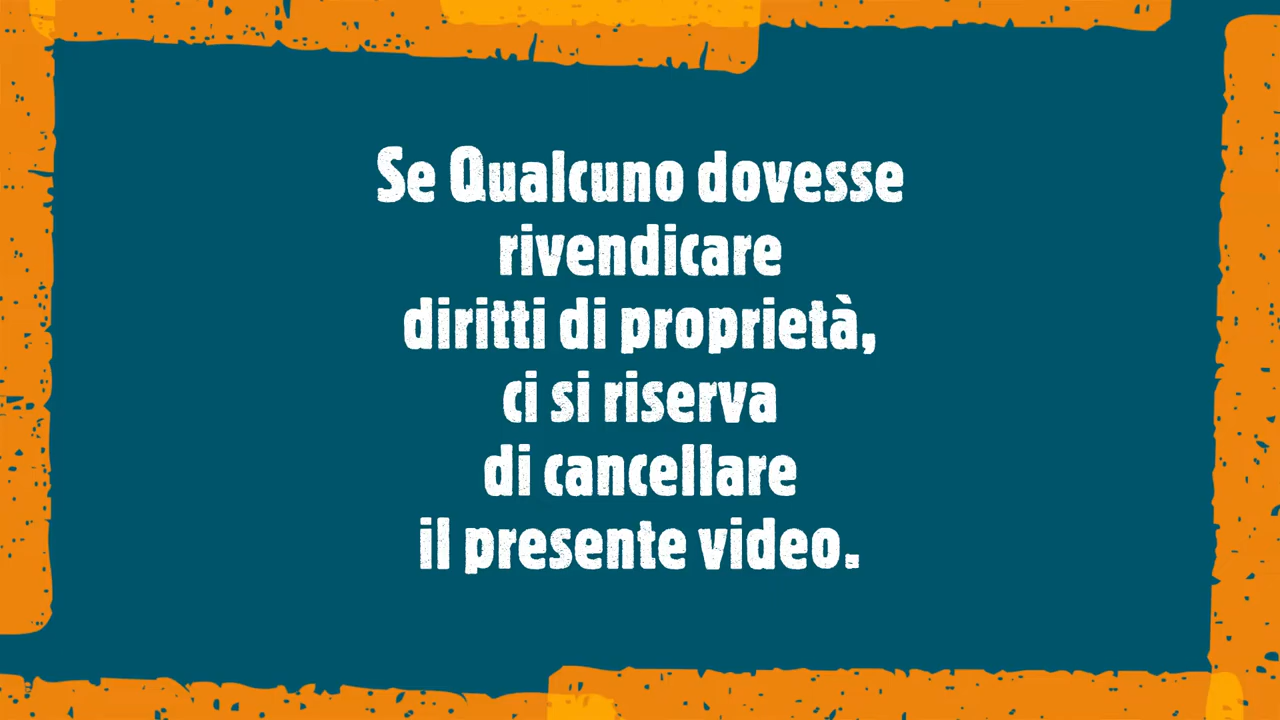 Se Qualcuno dovesse
rivendicare
diritti di proprietà,
ci si riserva
di cancellare
il presente video.